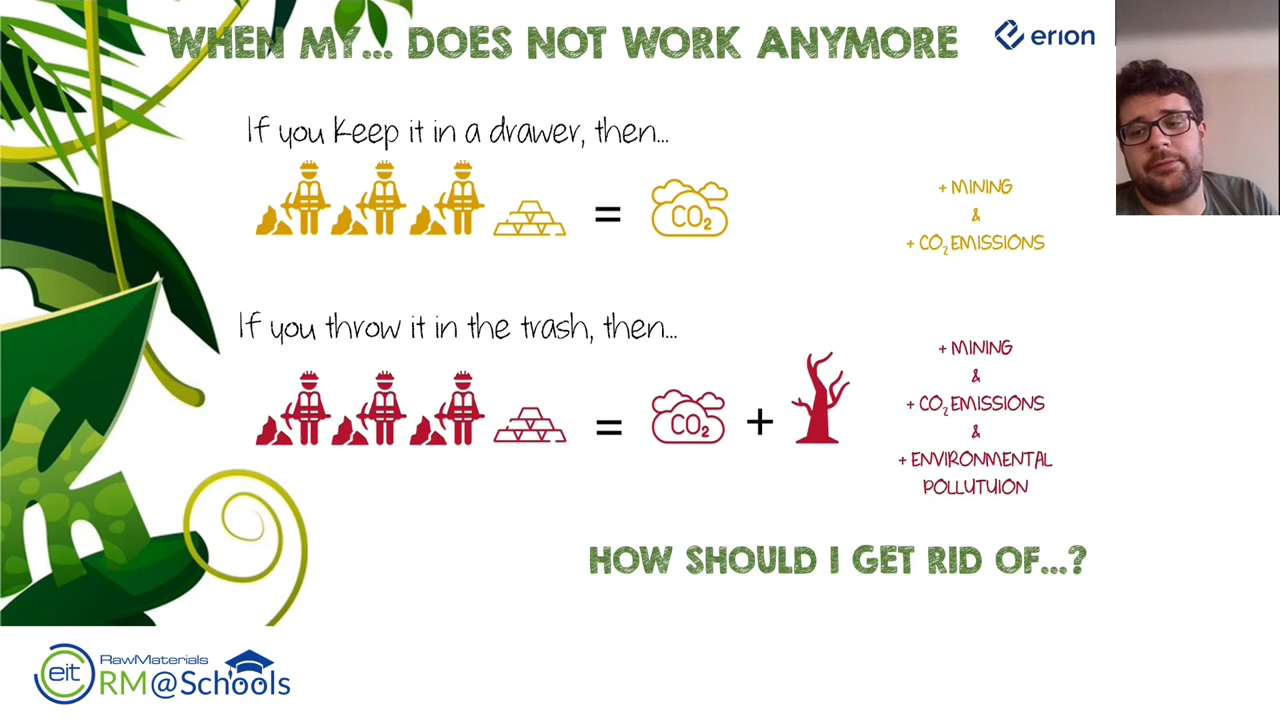 WHEN MY... DOES NOT WORK ANYMORE
erion
If you keep it in a drawer, then...
= CO2
+ MINING
&
+ CO2 EMISSIONS
If you throw it in the trash, then...
= CO2 +
+ MINING
&
+ CO2 EMISSIONS
&
+ ENVIRONMENTAL
POLLUTUION
HOW SHOULD I GET RID OF...?
eit RawMaterials
RM@Schools